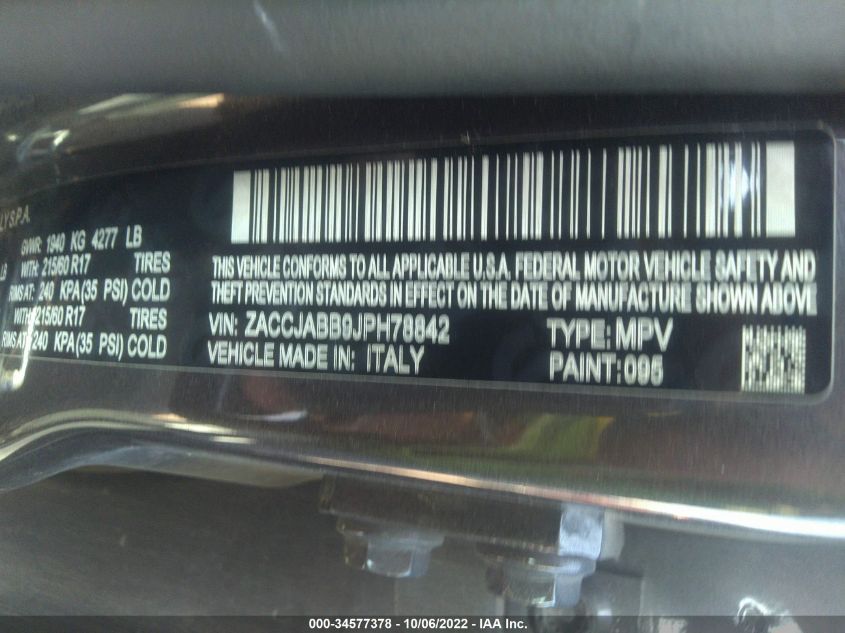 LY S.P.A.
GVWR: 1940 KG 4277 LB
LB WITH: 215/60 R17 TIRES
RIMS AT: 240 KPA(35 PSI) COLD
WITH: 215/60 R17 TIRES
RIMS AT: 240 KPA(35 PSI) COLD
THIS VEHICLE CONFORMS TO ALL APPLICABLE U.S.A. FEDERAL MOTOR VEHICLE SAFETY AND
THEFT PREVENTION STANDARDS IN EFFECT ON THE DATE OF MANUFACTURE SHOWN ABOVE
VIN: ZACCJABB9JPH78842 TYPE: MPV
VEHICLE MADE IN: ITALY PAINT: 095
000-34577378 - 10/06/2022 - IAA Inc.